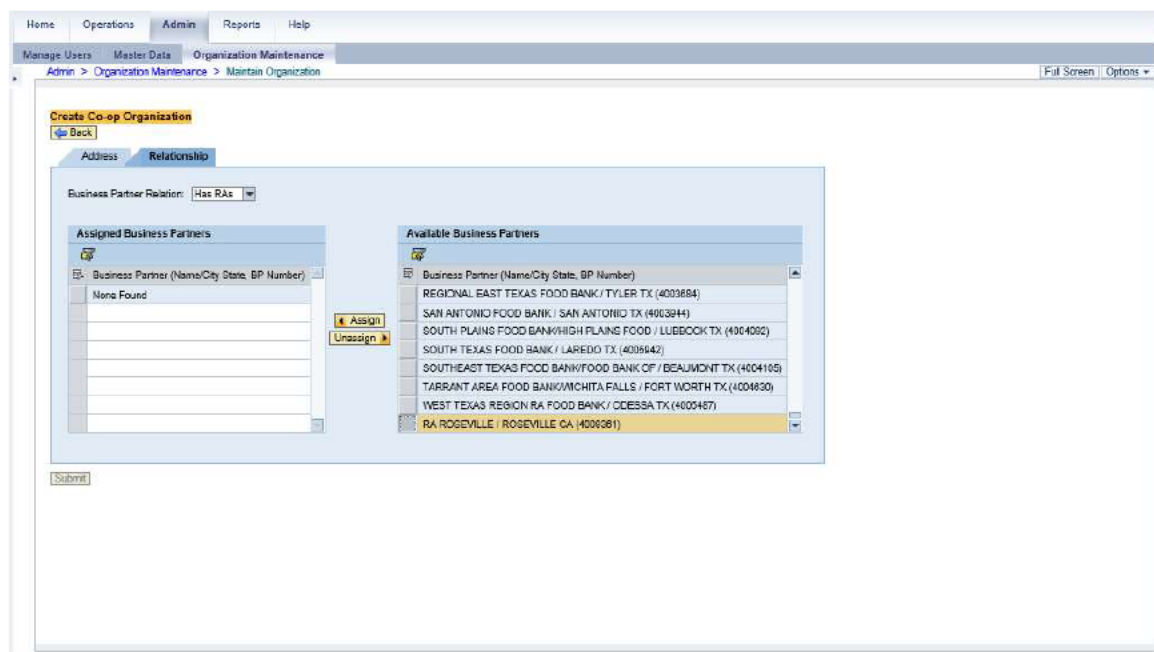 Home Operations Admin Reports Help
Manage Users Master Data Organization Maintenance
Admin > Organization Maintenance > Maintain Organization Full Screen Options
Create Co-op Organization
Back
Address Relationship
Business Partner Relation: Has RAs
Assigned Business Partners Available Business Partners
Business Partner (Name/City State, BP Number) Business Partner (Name/City State, BP Number)
None Found REGIONAL EAST TEXAS FOOD BANK / TYLER TX (4003684)
SAN ANTONIO FOOD BANK / SAN ANTONIO TX (4003944)
Assign
SOUTH PLAINS FOOD BANK/HIGH PLAINS FOOD / LUBBOCK TX (4004092)
Unassign
SOUTH TEXAS FOOD BANK / LAREDO TX
SOUTHEAST TEXAS FOOD BANK/FOOD BANK OF / BEAUMONT TX (4004105)
TARRANT AREA FOOD BANK/WICHITA FALLS / FORT WORTH TX (4004630)
WEST TEXAS REGION RA FOOD BANK / ODESSA TX (4005487)
RA ROSEVILLE / ROSEVILLE CA
Submit